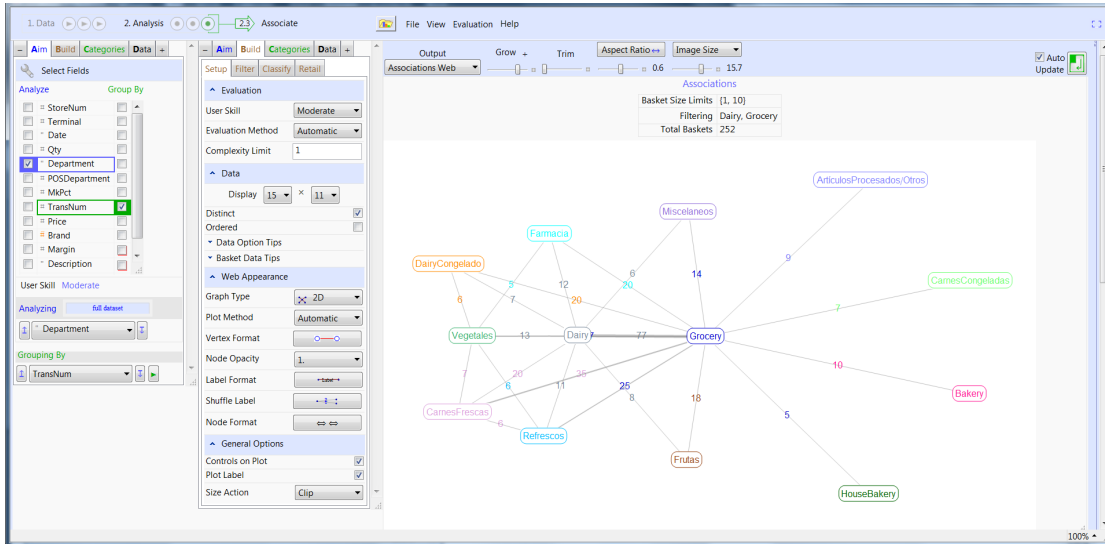 1. Data 2. Analysis 2.3 Associate File View Evaluation Help
− Aim Build Categories Data +
Select Fields
Analyze Group By
StoreNum
Terminal
Date
Qty
Department
POSDepartment
MkPct
TransNum
Price
Brand
Margin
Description
User Skill Moderate
Analyzing full dataset
Department
Grouping By
TransNum
− Aim Build Categories Data +
Setup Filter Classify Retail
Evaluation
User Skill Moderate
Evaluation Method Automatic
Complexity Limit 1
Data
Display 15 × 11
Distinct
Ordered
Data Option Tips
Basket Data Tips
Web Appearance
Graph Type 2D
Plot Method Automatic
Vertex Format
Node Opacity 1.
Label Format Label
Shuffle Label
Node Format
General Options
Controls on Plot
Plot Label
Size Action Clip
Output Grow + Trim Aspect Ratio Image Size
Associations Web 0.6 15.7
Auto
Update
Associations
Basket Size Limits {1, 10}
Filtering Dairy, Grocery
Total Baskets 252
ArticulosProcesados/Otros
Miscelaneos
Farmacia
9
DairyCongelado
6 14
5 12 20
CarnesCongeladas
6 7 20
7
Vegetales 13 Dairy 7 77 Grocery
7 20 35 10
6 11 25
Bakery
8 18
CarnesFrescas 5
6
Refrescos
Frutas
HouseBakery
100%